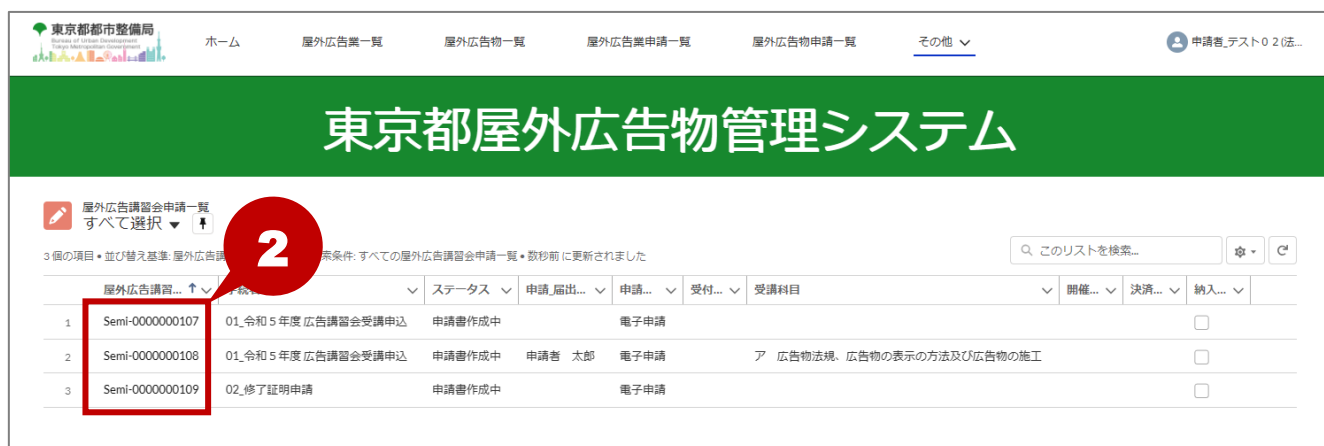 東京都都市整備局
Bureau of Urban Development
Tokyo Metropolitan Government
ホーム 屋外広告業一覧 屋外広告物一覧 屋外広告業申請一覧 屋外広告物申請一覧 その他 申請者_テスト０２(法...
東京都屋外広告物管理システム
屋外広告講習会申請一覧
すべて選択
2
3 個の項目 • 並び替え基準: 屋外広告 索条件: すべての屋外広告講習会申請一覧 • 数秒前 に更新されました
このリストを検索...
屋外広告講習... ステータス 申請_届出... 申請... 受付... 受講科目 開催... 決済... 納入...
1 Semi-0000000107 01_令和５年度 広告講習会受講申込 申請書作成中 電子申請
2 Semi-0000000108 01_令和５年度 広告講習会受講申込 申請書作成中 申請者 太郎 電子申請 ア 広告物法規、広告物の表示の方法及び広告物の施工
3 Semi-0000000109 02_修了証明申請 申請書作成中 電子申請